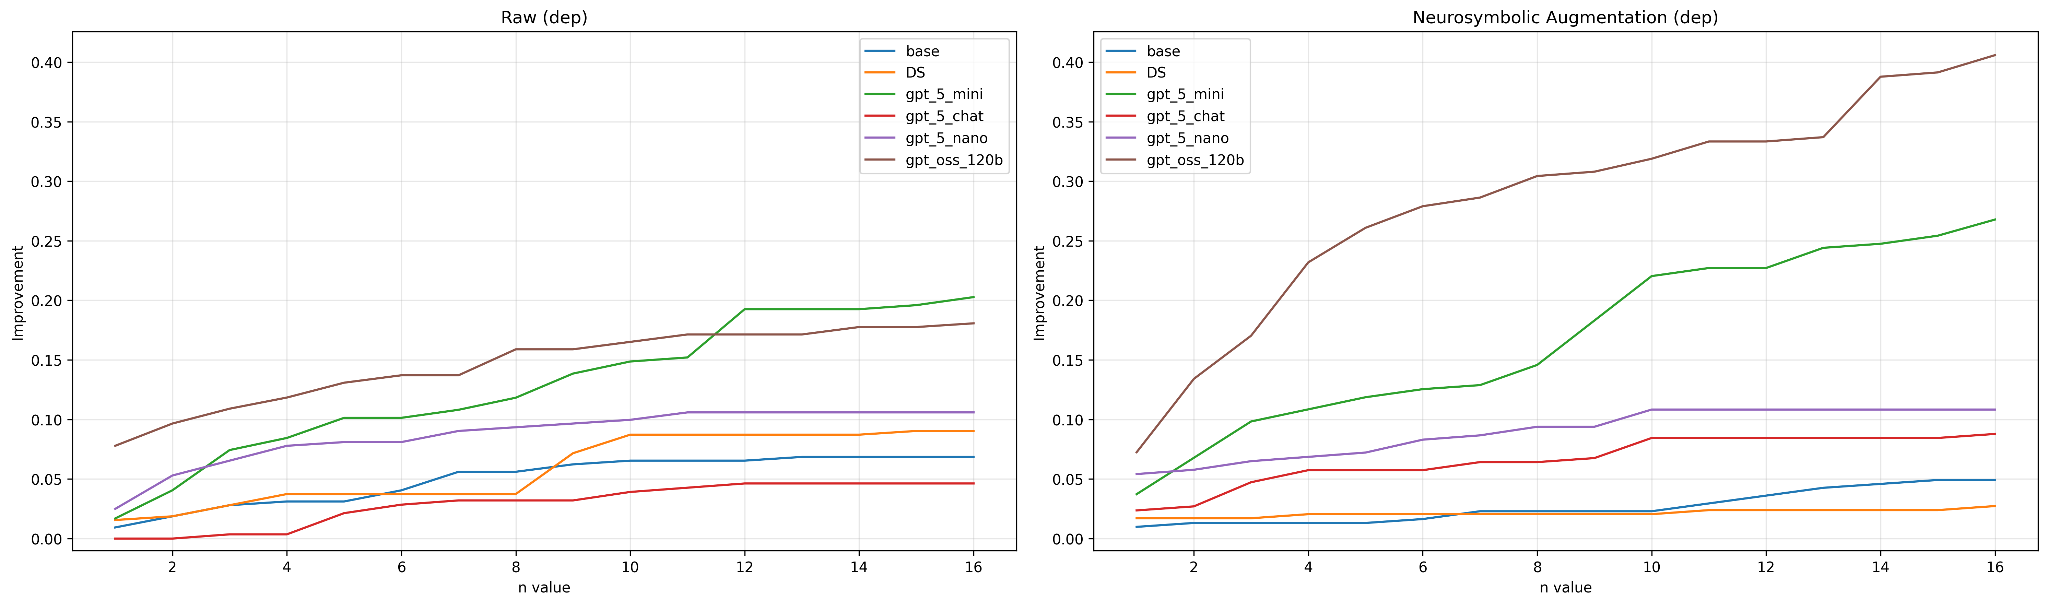 Raw (dep)
Improvement
0.40
0.35
0.30
0.25
0.20
0.15
0.10
0.05
0.00
base
DS
gpt_5_mini
gpt_5_chat
gpt_5_nano
gpt_oss_120b
2 4 6 8 10 12 14 16
n value
Neurosymbolic Augmentation (dep)
Improvement
0.40
0.35
0.30
0.25
0.20
0.15
0.10
0.05
0.00
base
DS
gpt_5_mini
gpt_5_chat
gpt_5_nano
gpt_oss_120b
2 4 6 8 10 12 14 16
n value